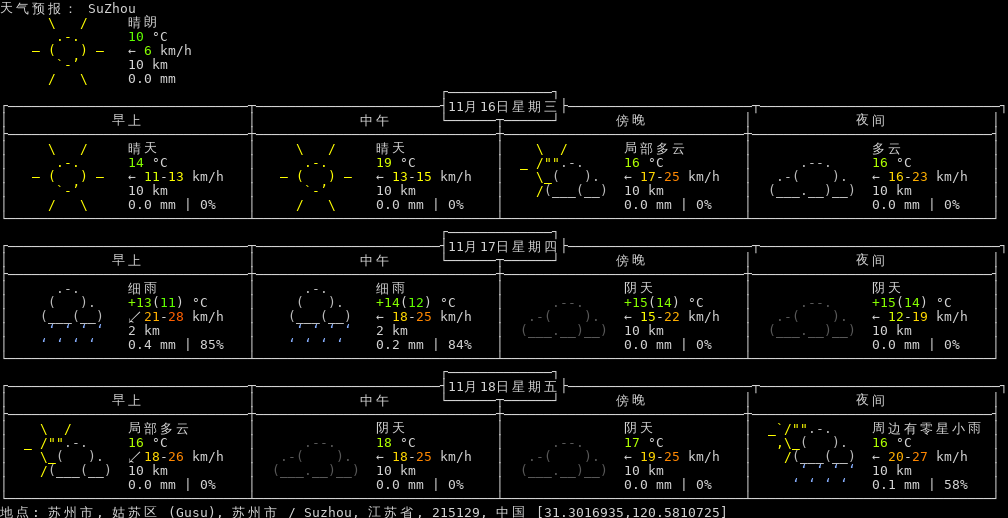 天气预报: SuZhou
晴朗
10 °C
← 6 km/h
10 km
0.0 mm
11月16日星期三
早上 中午 傍晚 夜间
晴天 晴天 局部多云 多云
14 °C 19 °C 16 °C 16 °C
← 11-13 km/h ← 13-15 km/h ← 17-25 km/h ← 16-23 km/h
10 km 10 km 10 km 10 km
0.0 mm | 0% 0.0 mm | 0% 0.0 mm | 0% 0.0 mm | 0%
11月17日星期四
早上 中午 傍晚 夜间
细雨 细雨 阴天 阴天
+13(11) °C +14(12) °C +15(14) °C +15(14) °C
↙ 21-28 km/h ← 18-25 km/h ← 15-22 km/h ← 12-19 km/h
2 km 2 km 10 km 10 km
0.4 mm | 85% 0.2 mm | 84% 0.0 mm | 0% 0.0 mm | 0%
11月18日星期五
早上 中午 傍晚 夜间
局部多云 阴天 阴天 周边有零星小雨
16 °C 18 °C 17 °C 16 °C
↙ 18-26 km/h ← 18-25 km/h ← 19-25 km/h ← 20-27 km/h
10 km 10 km 10 km 10 km
0.0 mm | 0% 0.0 mm | 0% 0.0 mm | 0% 0.1 mm | 58%
地点: 苏州市, 姑苏区 (Gusu), 苏州市 / Suzhou, 江苏省, 215129, 中国 [31.3016935,120.5810725]